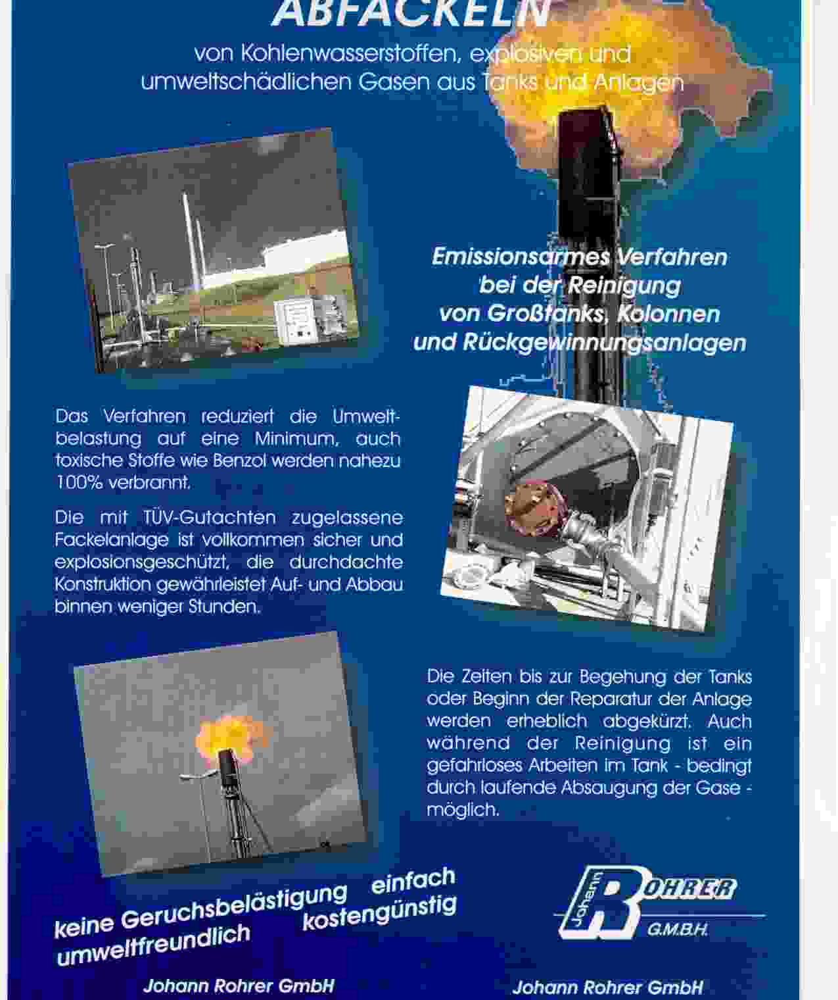 ABFACKELN
von Kohlenwasserstoffen, explosiven und
umweltschädlichen Gasen aus Tanks und Anlagen
Emissionsarmes Verfahren
bei der Reinigung
von Großtanks, Kolonnen
und Rückgewinnungsanlagen
Das Verfahren reduziert die Umwelt-
belastung auf eine Minimum, auch
toxische Stoffe wie Benzol werden nahezu
100% verbrannt.
Die mit TÜV-Gutachten zugelassene
Fackelanlage ist vollkommen sicher und
explosionsgeschützt, die durchdachte
Konstruktion gewährleistet Auf- und Abbau
binnen weniger Stunden.
Die Zeiten bis zur Begehung der Tanks
oder Beginn der Reparatur der Anlage
werden erheblich abgekürzt. Auch
während der Reinigung ist ein
gefahrloses Arbeiten im Tank - bedingt
durch laufende Absaugung der Gase -
möglich.
keine Geruchsbelästigung einfach
umweltfreundlich kostengünstig
Johann ROHRER
G.M.B.H.
Johann Rohrer GmbH
Johann Rohrer GmbH